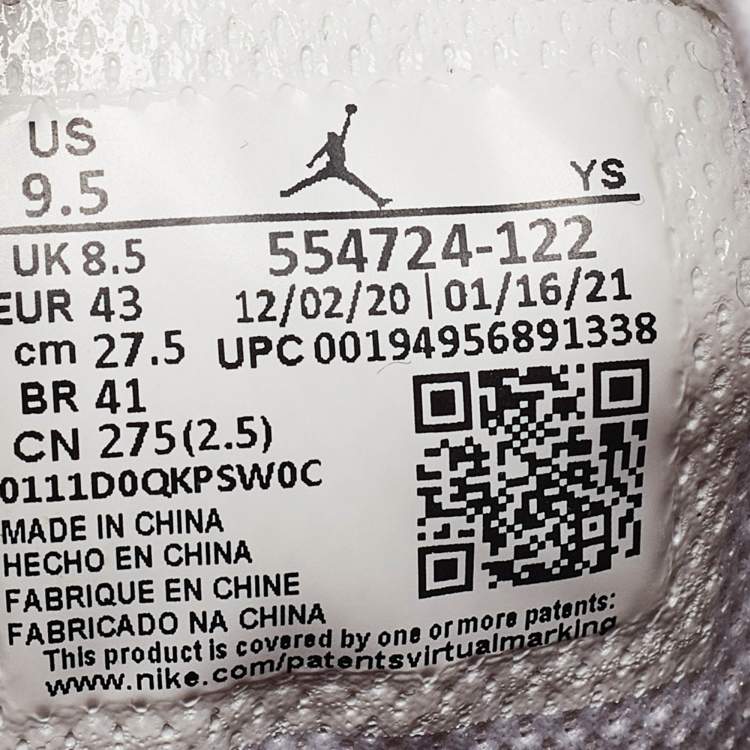 US
9.5
YS
UK 8.5
554724-122
EUR 43
12/02/20 | 01/16/21
cm 27.5
UPC 00194956891338
BR 41
CN 275(2.5)
0111D0QKPSW0C
MADE IN CHINA
HECHO EN CHINA
FABRIQUE EN CHINE
FABRICADO NA CHINA
This product is covered by one or more patents:
www.nike.com/patentsvirtualmarking